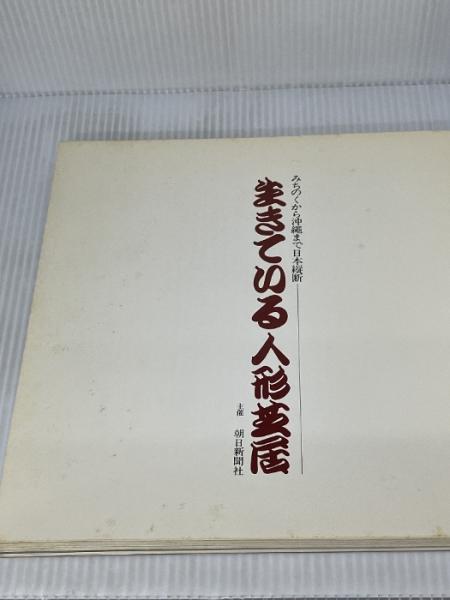 みちのくから沖縄まで日本縦断
生きている人形芝居
主催 朝日新聞社